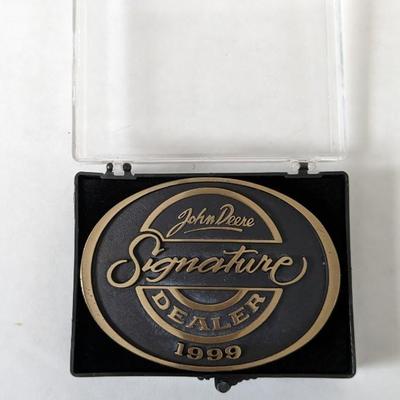 John Deere
Signature
DEALER
1999